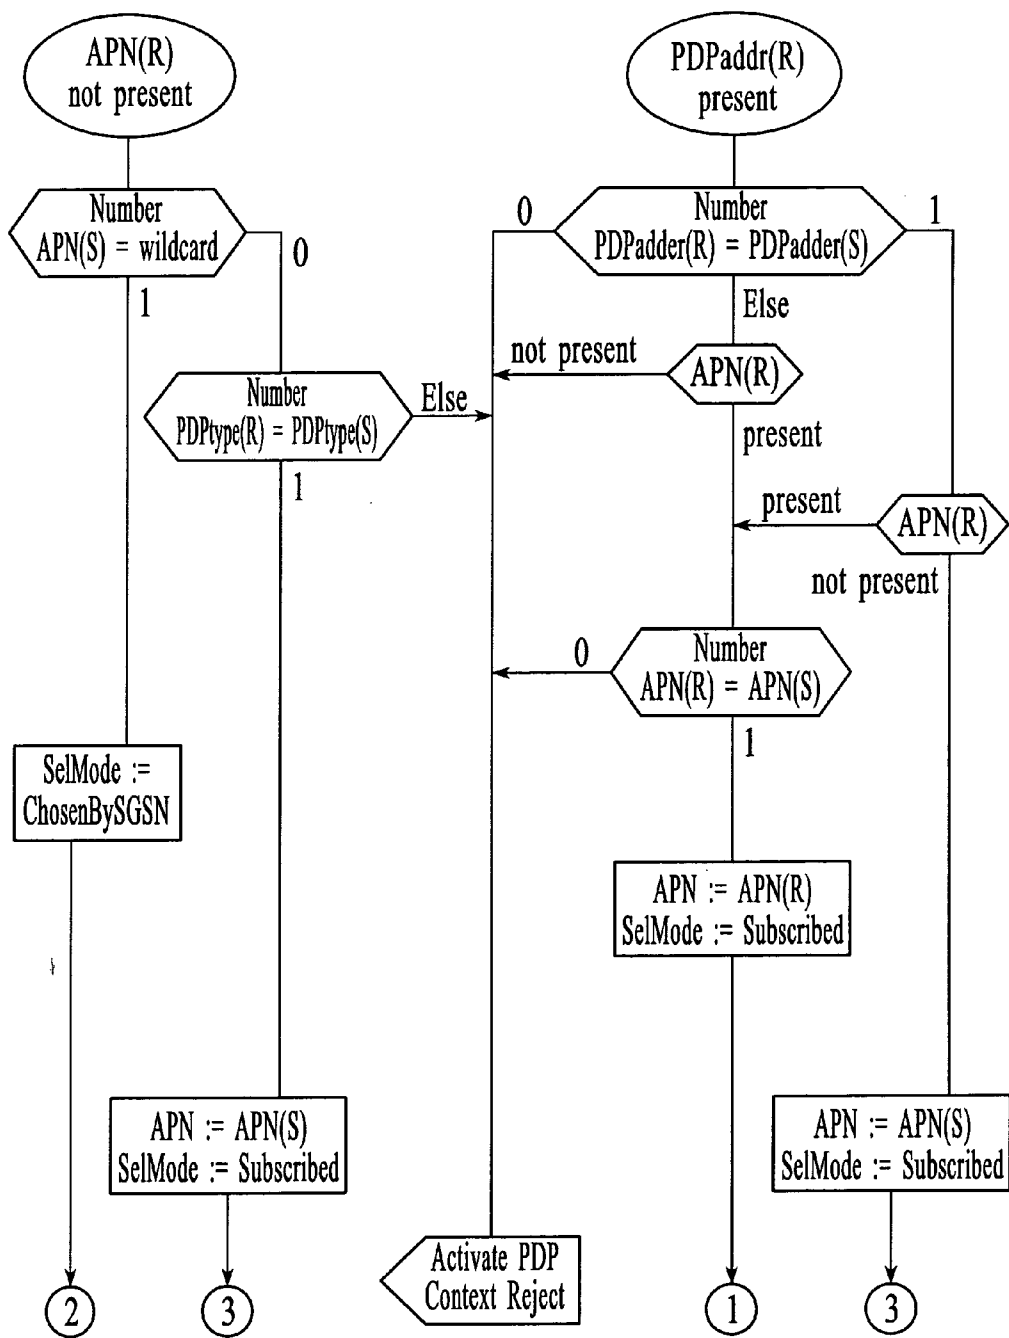 APN(R)
not present
PDPaddr(R)
present
Number
APN(S) = wildcard
0
1
0
Number
PDPadder(R) = PDPadder(S)
1
Else
not present
APN(R)
Number
PDPtype(R) = PDPtype(S)
Else
1
present
present
APN(R)
not present
0
Number
APN(R) = APN(S)
1
SelMode :=
ChosenBySGSN
APN := APN(R)
SelMode := Subscribed
APN := APN(S)
SelMode := Subscribed
APN := APN(S)
SelMode := Subscribed
Activate PDP
Context Reject
2
3
1
3